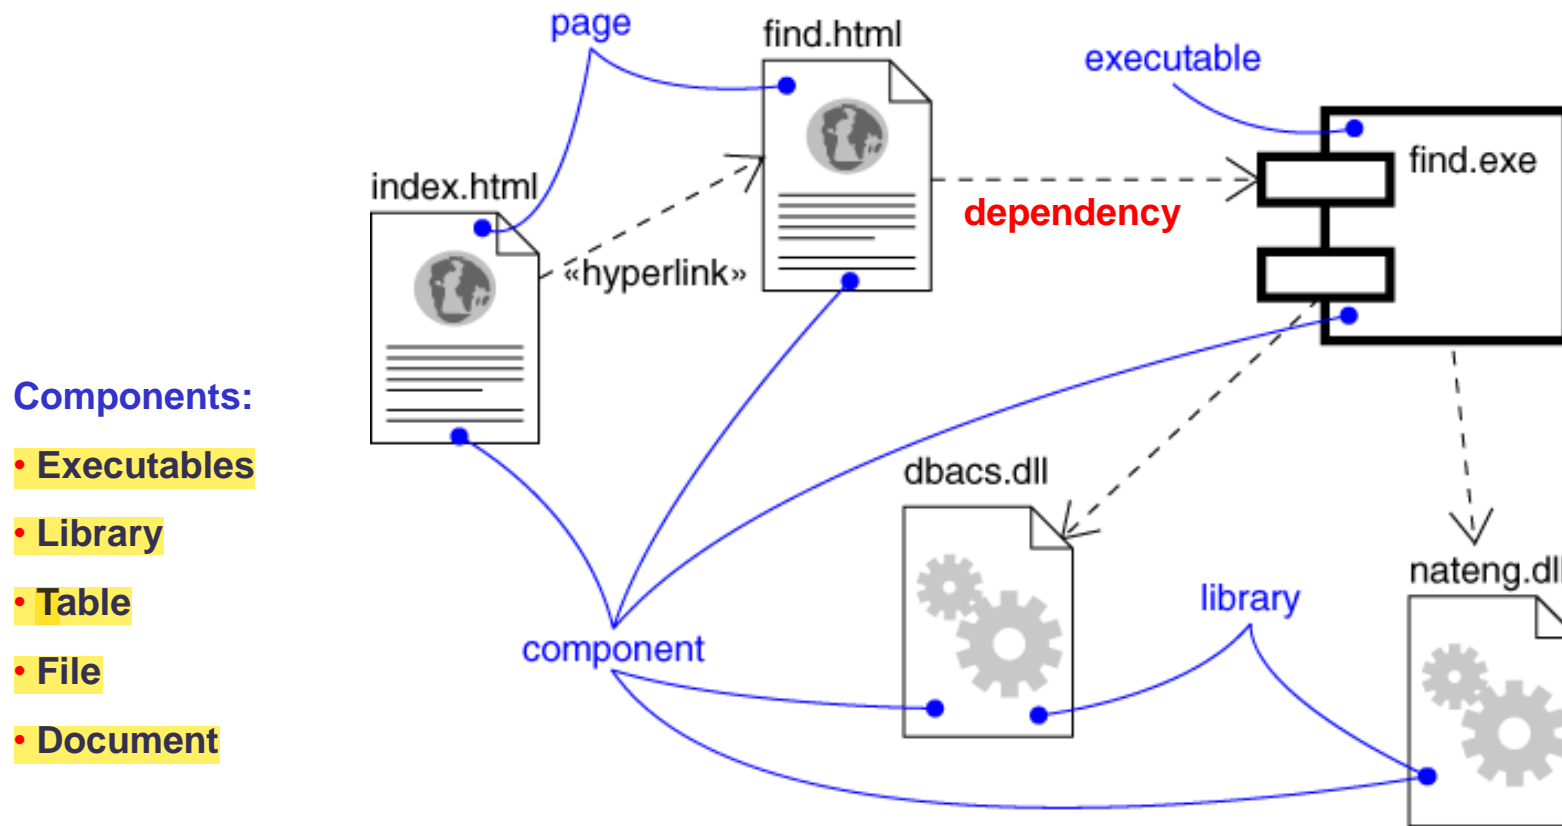 page
find.html
executable
find.exe
index.html
dependency
«hyperlink»
Components:
• Executables
dbacs.dll
• Library
nateng.dll
• Table
library
component
• File
• Document